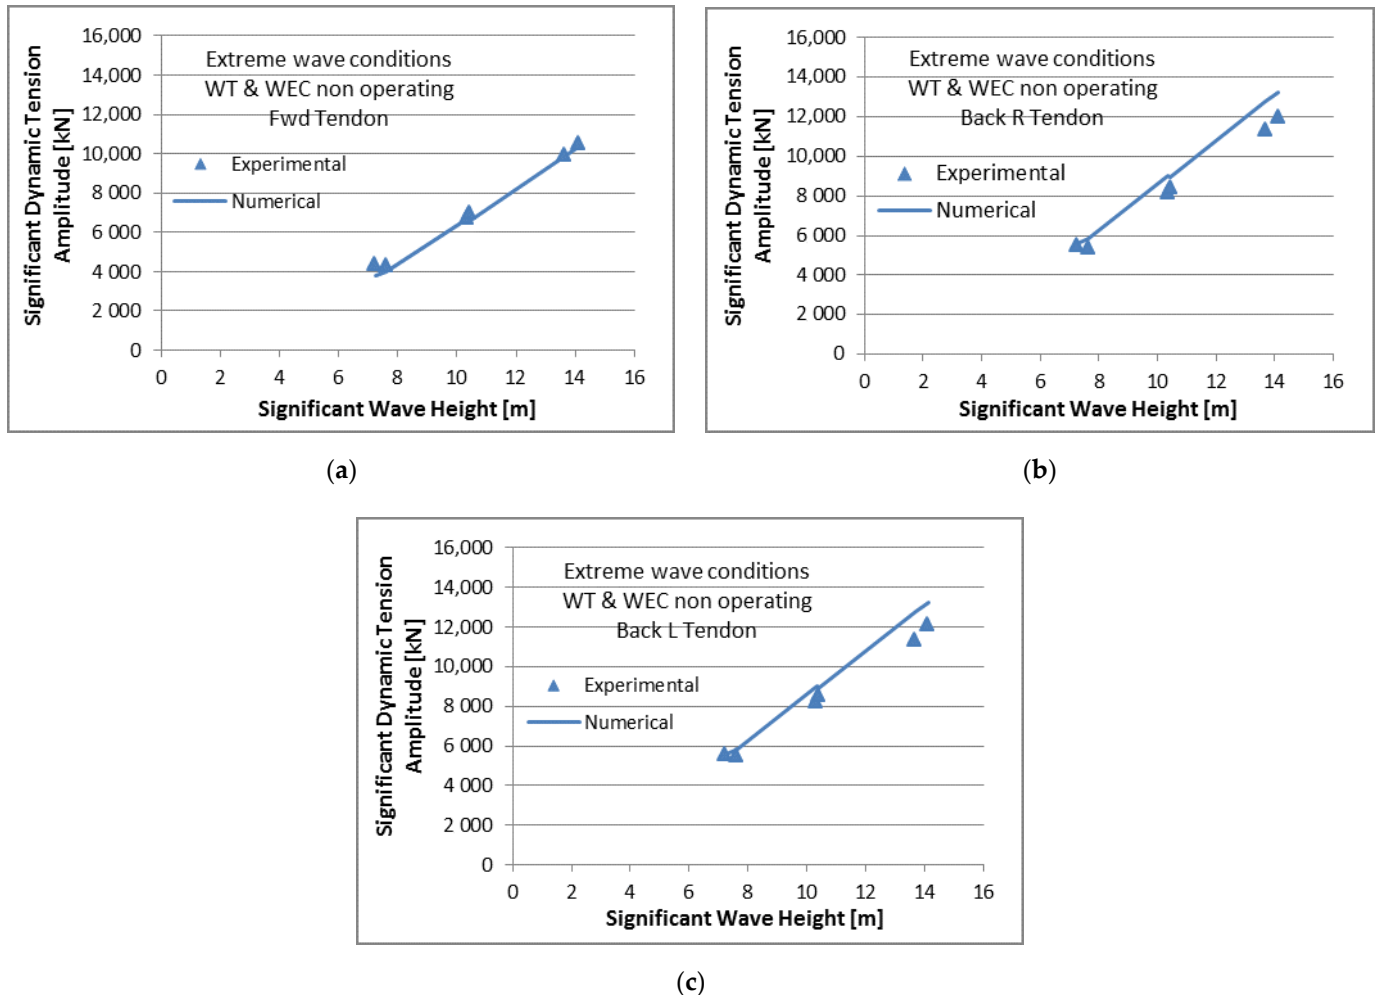 Significant Dynamic Tension
Amplitude [kN]
16,000
14,000
12,000
10,000
8 000
6 000
4 000
2 000
0
Extreme wave conditions
WT & WEC non operating
Fwd Tendon
Experimental
Numerical
0 2 4 6 8 10 12 14 16
Significant Wave Height [m]
(a)
Significant Dynamic Tension
Amplitude [kN]
16,000
14,000
12,000
10,000
8 000
6 000
4 000
2 000
0
Extreme wave conditions
WT & WEC non operating
Back R Tendon
Experimental
Numerical
0 2 4 6 8 10 12 14 16
Significant Wave Height [m]
(b)
Significant Dynamic Tension
Amplitude [kN]
16,000
14,000
12,000
10,000
8 000
6 000
4 000
2 000
0
Extreme wave conditions
WT & WEC non operating
Back L Tendon
Experimental
Numerical
0 2 4 6 8 10 12 14 16
Significant Wave Height [m]
(c)